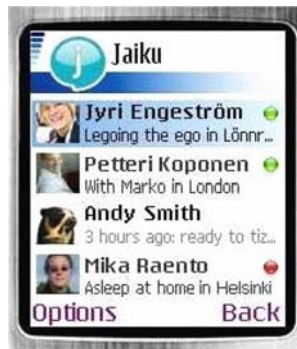 Jaiku
Jyri Engeström
Legoing the ego in Lönnr...
Petteri Koponen
With Marko in London
Andy Smith
3 hours ago: ready to tiz...
Mika Raento
Asleep at home in Helsinki
Options Back